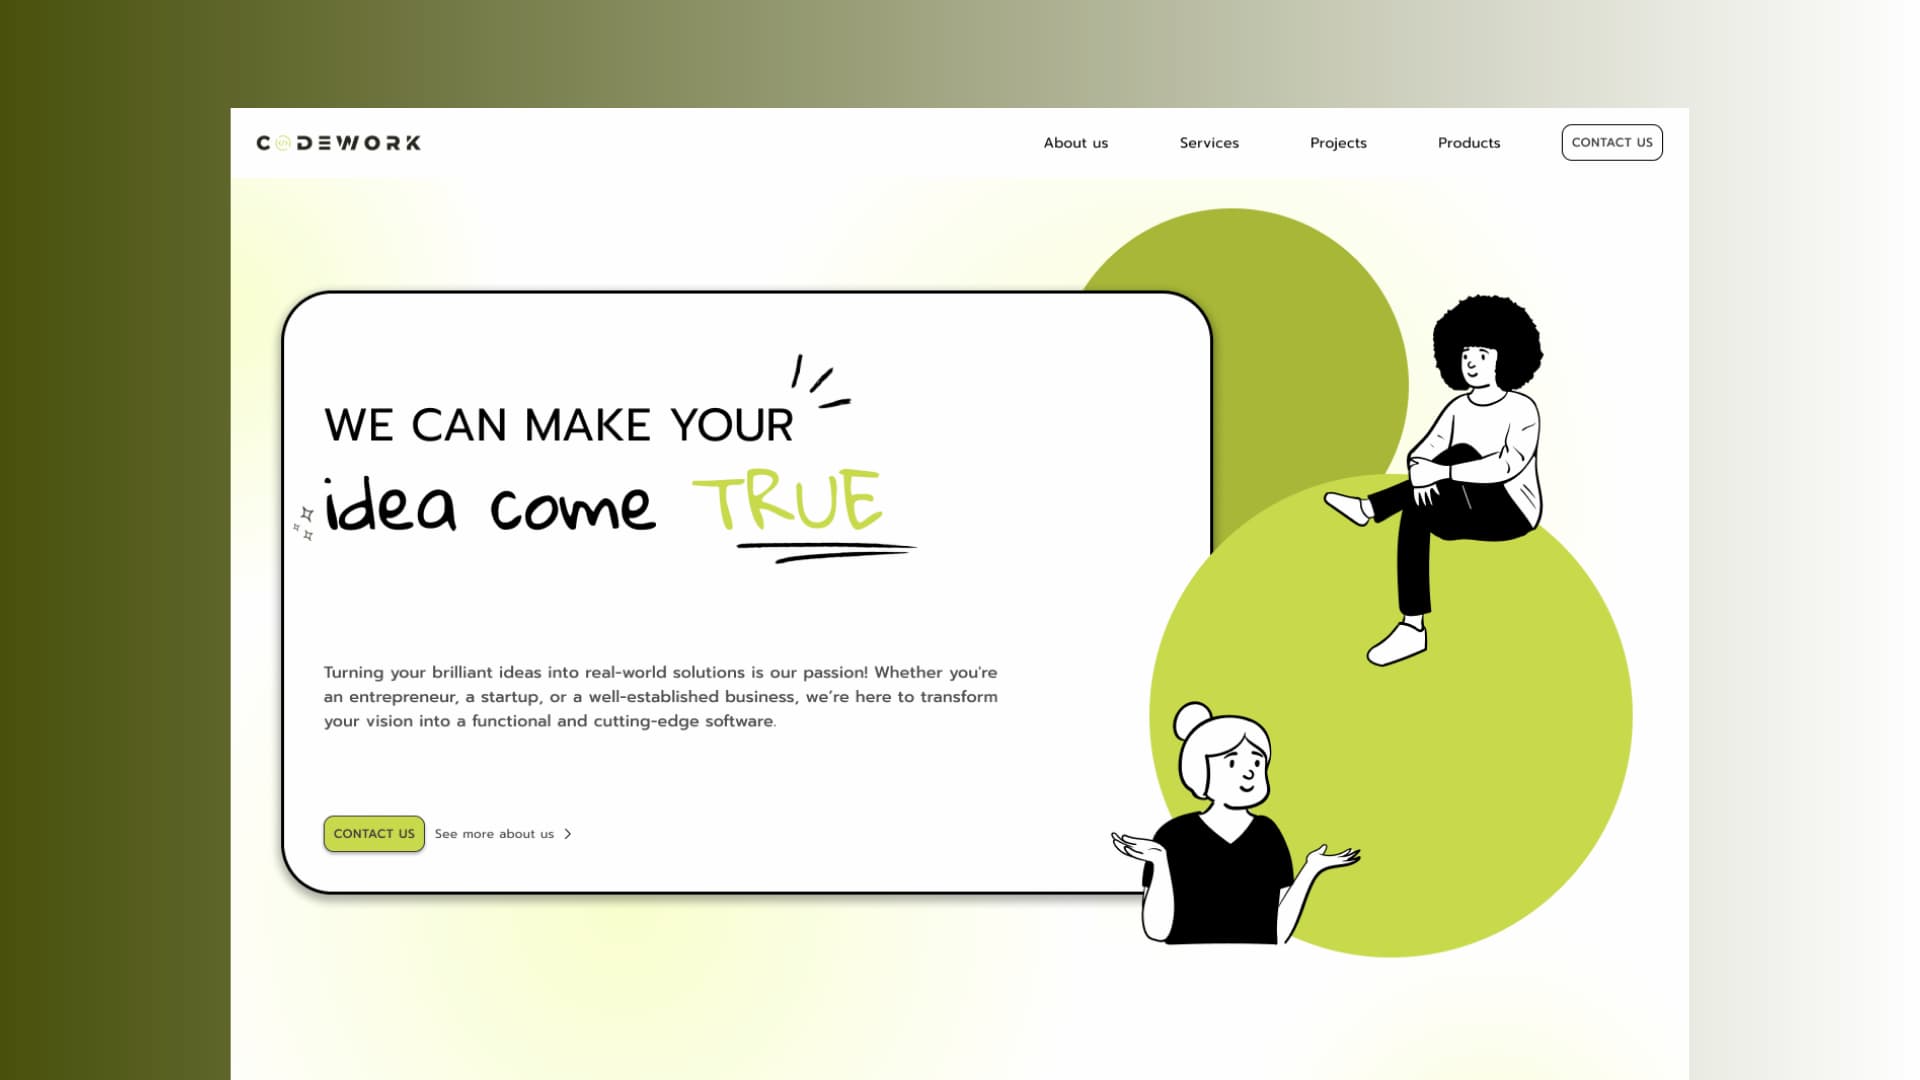 CODEWORK
About us
Services
Projects
Products
CONTACT US
WE CAN MAKE YOUR
idea come TRUE
Turning your brilliant ideas into real-world solutions is our passion! Whether you're
an entrepreneur, a startup, or a well-established business, we're here to transform
your vision into a functional and cutting-edge software.
CONTACT US
See more about us